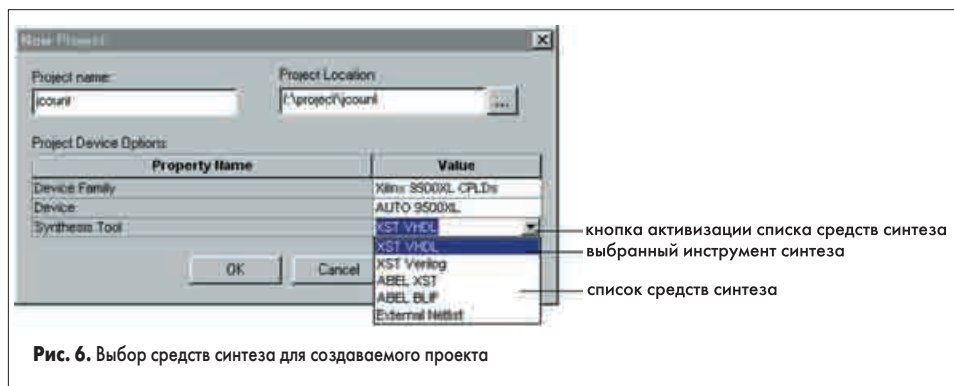 New Project
Project name: Project Location:
jcount f:\project\jcount ...
Project Device Options:
Property Name Value
Device Family Xilinx 9500XL CPLDs
Device AUTO 9500XL
Synthesis Tool XST VHDL
кнопка активизации списка средств синтеза
XST VHDL
выбранный инструмент синтеза
XST Verilog
OK Cancel
ABEL XST
список средств синтеза
ABEL BLIF
External Netlist
Рис. 6. Выбор средств синтеза для создаваемого проекта